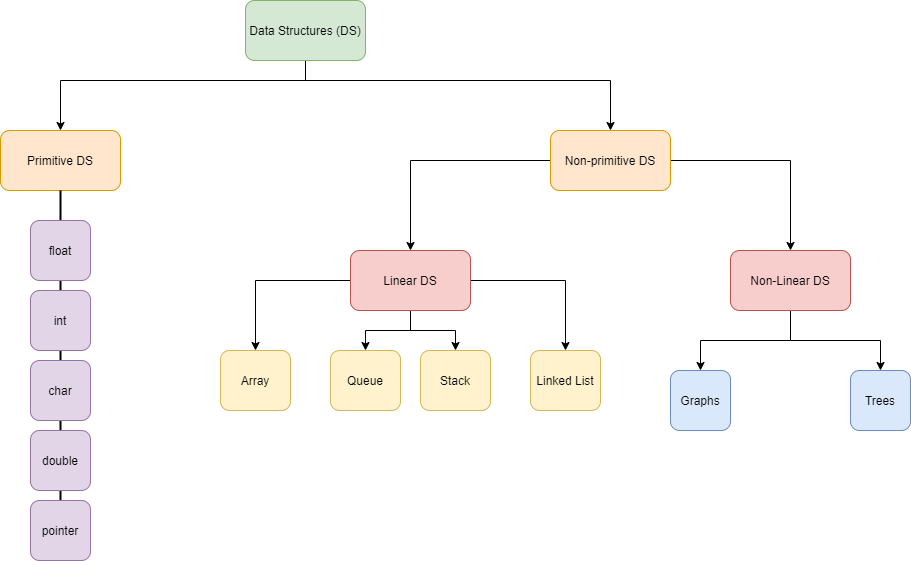 Data Structures (DS)
Primitive DS
Non-primitive DS
float
int
char
double
pointer
Linear DS
Non-Linear DS
Array
Queue
Stack
Linked List
Graphs
Trees